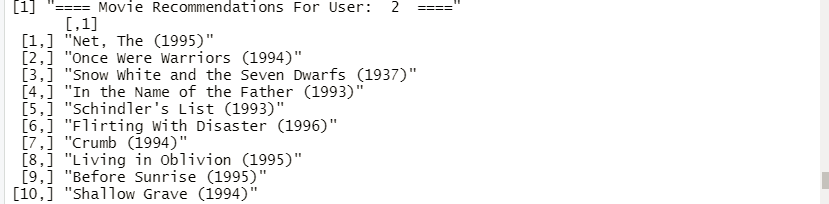 [1] "==== Movie Recommendations For User:  2  ===="
      [,1]
 [1,] "Net, The (1995)"
 [2,] "Once Were Warriors (1994)"
 [3,] "Snow White and the Seven Dwarfs (1937)"
 [4,] "In the Name of the Father (1993)"
 [5,] "Schindler's List (1993)"
 [6,] "Flirting With Disaster (1996)"
 [7,] "Crumb (1994)"
 [8,] "Living in Oblivion (1995)"
 [9,] "Before Sunrise (1995)"
[10,] "Shallow Grave (1994)"